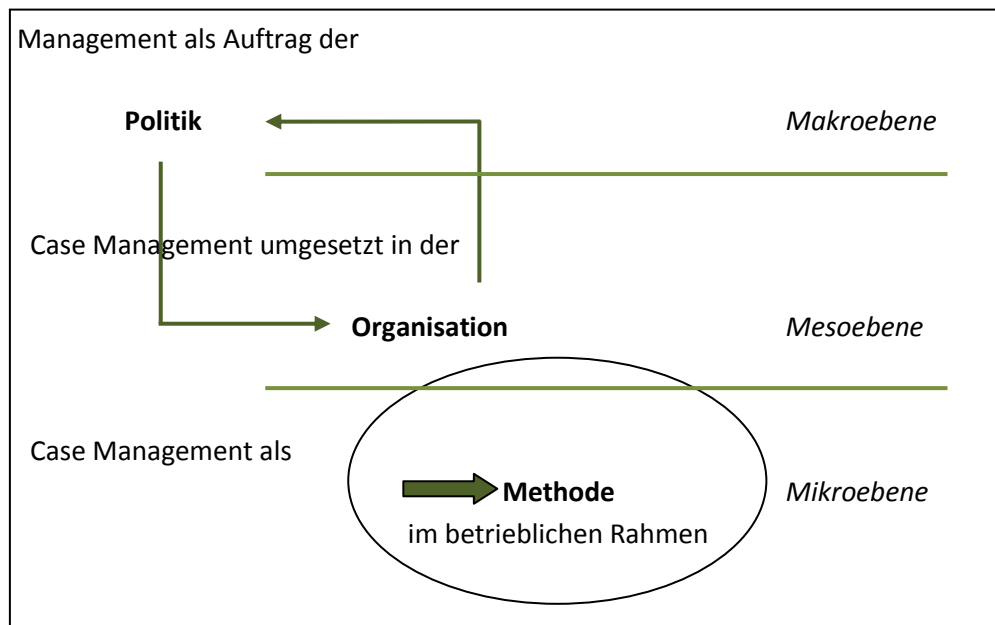 Management als Auftrag der
Politik
Makroebene
Case Management umgesetzt in der
Organisation
Mesoebene
Case Management als
Methode
Mikroebene
im betrieblichen Rahmen